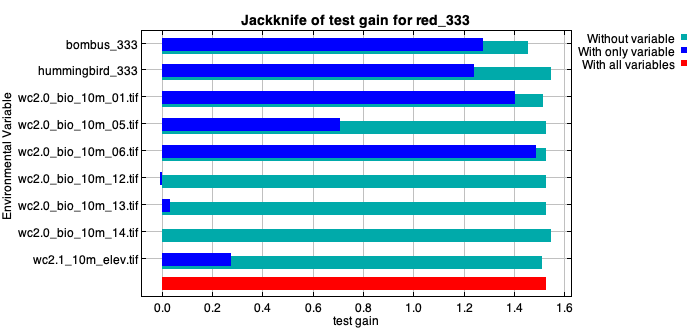 Jackknife of test gain for red_333
Without variable
With only variable
With all variables
Environmental Variable
bombus_333
hummingbird_333
wc2.0_bio_10m_01.tif
wc2.0_bio_10m_05.tif
wc2.0_bio_10m_06.tif
wc2.0_bio_10m_12.tif
wc2.0_bio_10m_13.tif
wc2.0_bio_10m_14.tif
wc2.1_10m_elev.tif
0.0 0.2 0.4 0.6 0.8 1.0 1.2 1.4 1.6
test gain